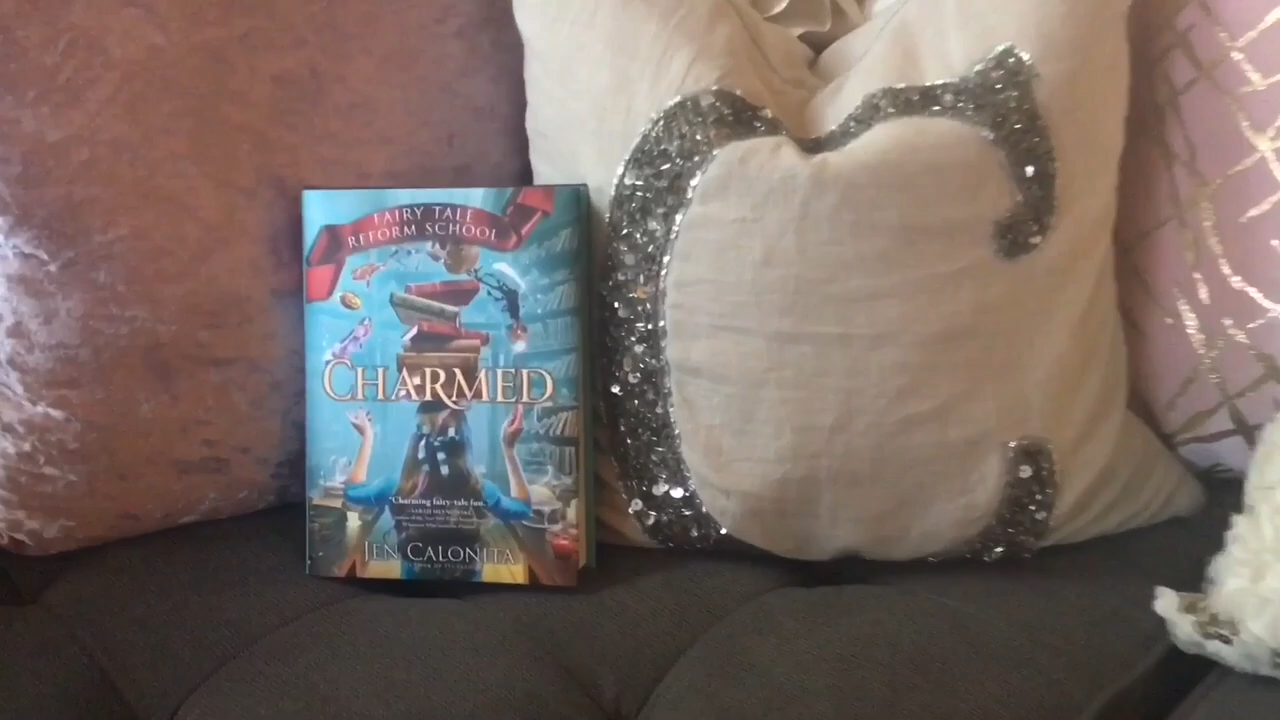 FAIRY TALE
REFORM SCHOOL
CHARMED
"Charming fairy-tale fun."
JEN CALONITA
C